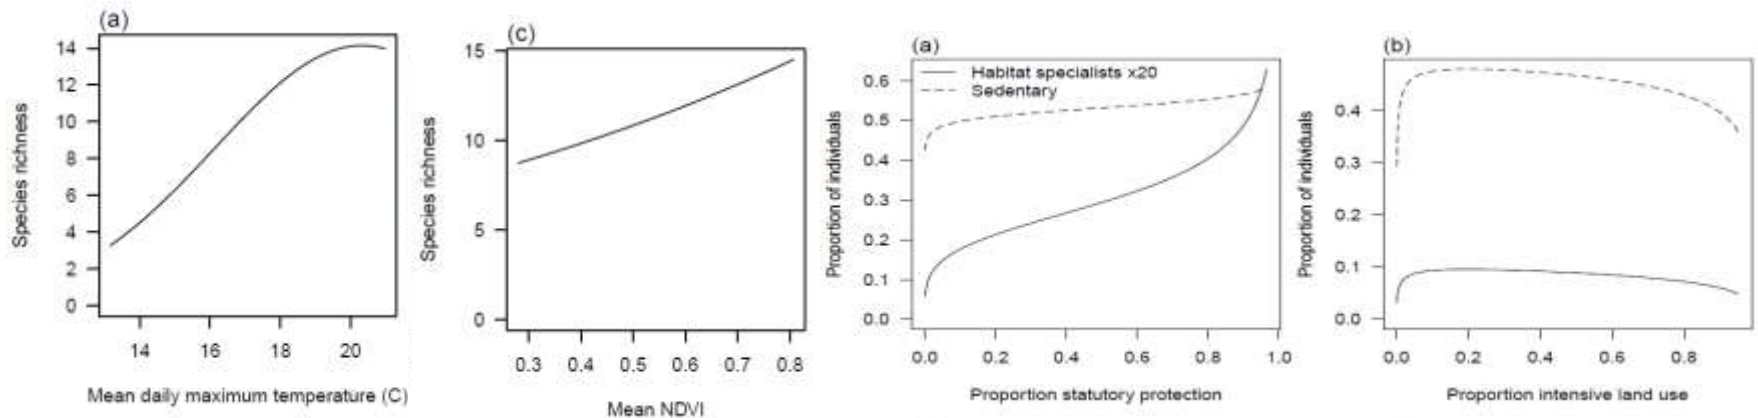 (a)
Species richness
14
12
10
8
6
4
2
0
14 16 18 20
Mean daily maximum temperature (C)
(c)
Species richness
15
10
5
0
0.3 0.4 0.5 0.6 0.7 0.8
Mean NDVI
(a)
Habitat specialists x20
Sedentary
Proportion of individuals
0.6
0.5
0.4
0.3
0.2
0.1
0.0
0.0 0.2 0.4 0.6 0.8 1.0
Proportion statutory protection
(b)
Proportion of individuals
0.4
0.3
0.2
0.1
0.0
0.0 0.2 0.4 0.6 0.8
Proportion intensive land use